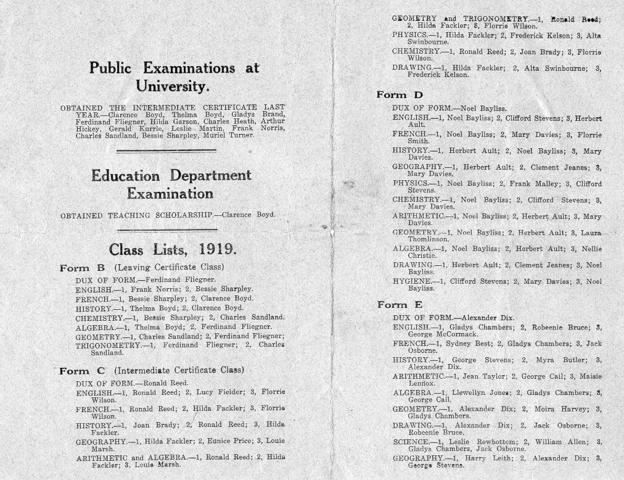 Public Examinations at
University.
OBTAINED THE INTERMEDIATE CERTIFICATE LAST
YEAR.—Clarence Boyd, Thelma Boyd, Gladys Brand,
Ferdinand Fliegner, Hilda Garson, Charles Heath, Arthur
Hickey, Gerald Kurrle, Leslie Martin, Frank Norris,
Charles Sandland, Bessie Sharpley, Muriel Turner.
Education Department
Examination
OBTAINED TEACHING SCHOLARSHIP.—Clarence Boyd.
Class Lists, 1919.
Form B (Leaving Certificate Class)
DUX OF FORM.—Ferdinand Fliegner.
ENGLISH.—1, Frank Norris; 2, Bessie Sharpley.
FRENCH.—1, Bessie Sharpley; 2, Clarence Boyd.
HISTORY.—1, Thelma Boyd; 2, Clarence Boyd.
CHEMISTRY.—1, Bessie Sharpley; 2, Charles Sandland.
ALGEBRA.—1, Thelma Boyd; 2, Ferdinand Fliegner.
GEOMETRY.—1, Charles Sandland; 2, Ferdinand Fliegner;
TRIGONOMETRY.—1, Ferdinand Fliegner; 2, Charles
Sandland.
Form C (Intermediate Certificate Class)
DUX OF FORM.—Ronald Reed.
ENGLISH.—1, Ronald Reed; 2, Lucy Fielder; 3, Florrie
Wilson.
FRENCH.—1, Ronald Reed; 2, Hilda Fackler; 3, Florrie
Wilson.
HISTORY.—1, Joan Brady; 2, Ronald Reed; 3, Hilda
Fackler.
GEOGRAPHY.—1, Hilda Fackler; 2, Eunice Price; 3, Louie
Marsh.
ARITHMETIC and ALGEBRA.—1, Ronald Reed; 2, Hilda
Fackler; 3, Louie Marsh.
GEOMETRY and TRIGONOMETRY.—1, Ronald Reed;
2, Hilda Fackler; 3, Florrie Wilson.
PHYSICS.—1, Hilda Fackler; 2, Frederick Kelson; 3, Alta
Swinbourne.
CHEMISTRY.—1, Ronald Reed; 2, Joan Brady; 3, Florrie
Wilson.
DRAWING.—1, Hilda Fackler; 2, Alta Swinbourne; 3,
Frederick Kelson.
Form D
DUX OF FORM.—Noel Bayliss.
ENGLISH.—1, Noel Bayliss; 2, Clifford Stevens; 3, Herbert
Ault.
FRENCH.—1, Noel Bayliss; 2, Mary Davies; 3, Florrie
Smith.
HISTORY.—1, Herbert Ault; 2, Noel Bayliss; 3, Mary
Davies.
GEOGRAPHY.—1, Herbert Ault; 2, Clement Jeanes; 3,
Mary Davies.
PHYSICS.—1, Noel Bayliss; 2, Frank Malley; 3, Clifford
Stevens.
CHEMISTRY.—1, Noel Bayliss; 2, Clifford Stevens; 3,
Mary Davies.
ARITHMETIC.—1, Noel Bayliss; 2, Herbert Ault; 3, Mary
Davies.
GEOMETRY.—1, Noel Bayliss; 2, Herbert Ault; 3, Laura
Thomlinson.
ALGEBRA.—1, Noel Bayliss; 2, Herbert Ault; 3, Nellie
Christie.
DRAWING.—1, Herbert Ault; 2, Clement Jeanes; 3, Noel
Bayliss.
HYGIENE.—1, Clifford Stevens; 2, Mary Davies; 3, Noel
Bayliss.
Form E
DUX OF FORM.—Alexander Dix.
ENGLISH.—1, Gladys Chambers; 2, Robeenie Bruce; 3,
George McCormack.
FRENCH.—1, Sydney Best; 2, Gladys Chambers; 3, Jack
Osborne.
HISTORY.—1, George Stevens; 2, Myra Butler; 3,
Alexander Dix.
ARITHMETIC.—1, Jean Taylor; 2, George Cail; 3, Maisie
Lennox.
ALGEBRA.—1, Llewellyn Jones; 2, Gladys Chambers; 3,
George Cail.
GEOMETRY.—1, Alexander Dix; 2, Moira Harvey; 3,
Gladys Chambers.
DRAWING.—1, Alexander Dix; 2, Jack Osborne; 3,
Robeenie Bruce.
SCIENCE.—1, Leslie Rowbottom; 2, William Allen; 3,
Gladys Chambers, Jack Osborne.
GEOGRAPHY.—1, Harry Leith; 2, Alexander Dix; 3,
George Stevens.